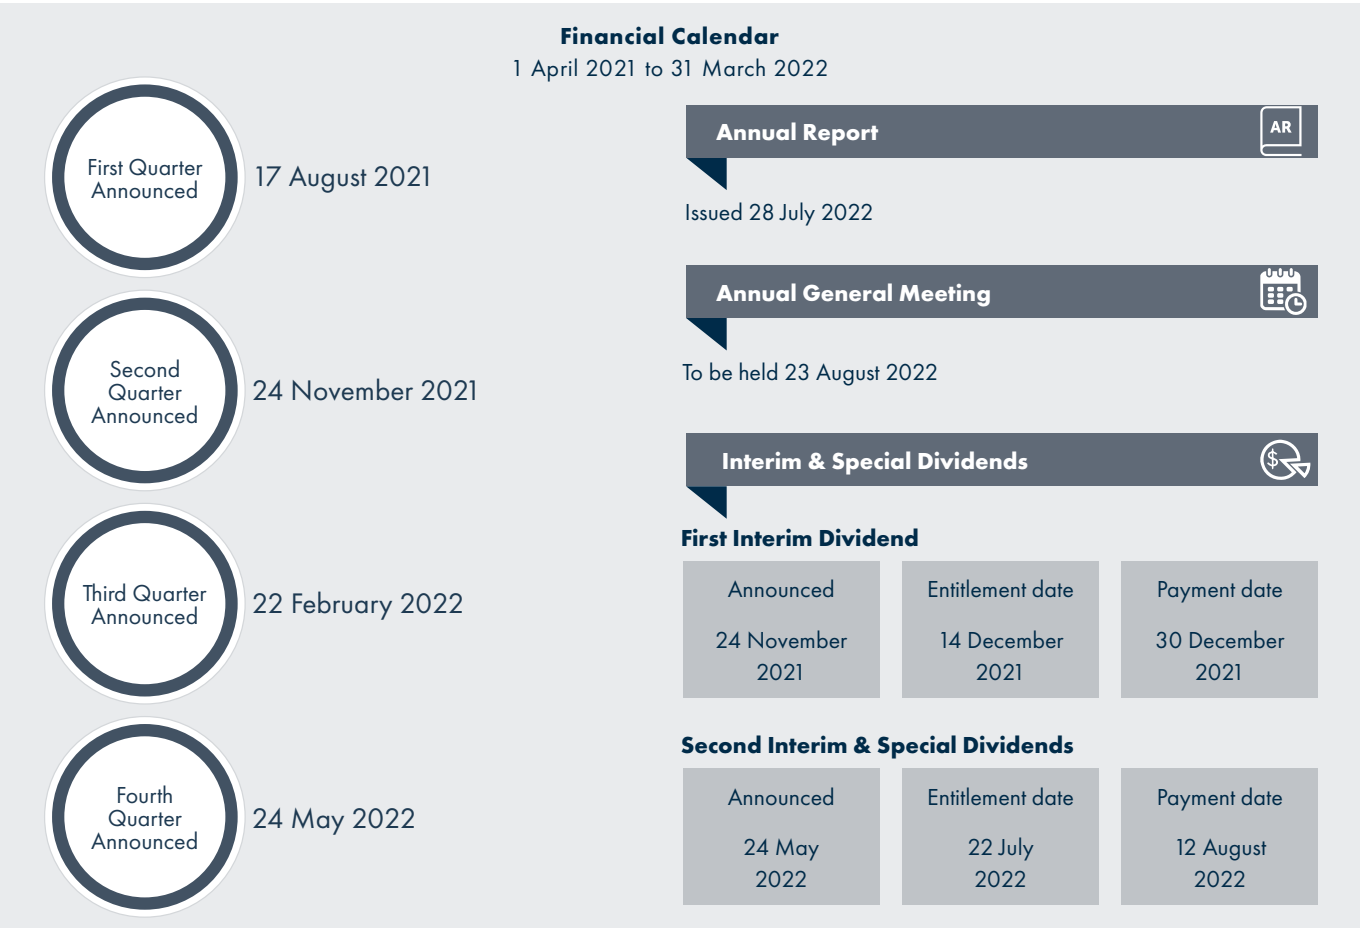 Financial Calendar
1 April 2021 to 31 March 2022
First Quarter
Announced
17 August 2021
Second
Quarter
Announced
24 November 2021
Third Quarter
Announced
22 February 2022
Fourth
Quarter
Announced
24 May 2022
Annual Report
AR
Issued 28 July 2022
Annual General Meeting
To be held 23 August 2022
Interim & Special Dividends
$
First Interim Dividend
Announced
24 November
2021
Entitlement date
14 December
2021
Payment date
30 December
2021
Second Interim & Special Dividends
Announced
24 May
2022
Entitlement date
22 July
2022
Payment date
12 August
2022